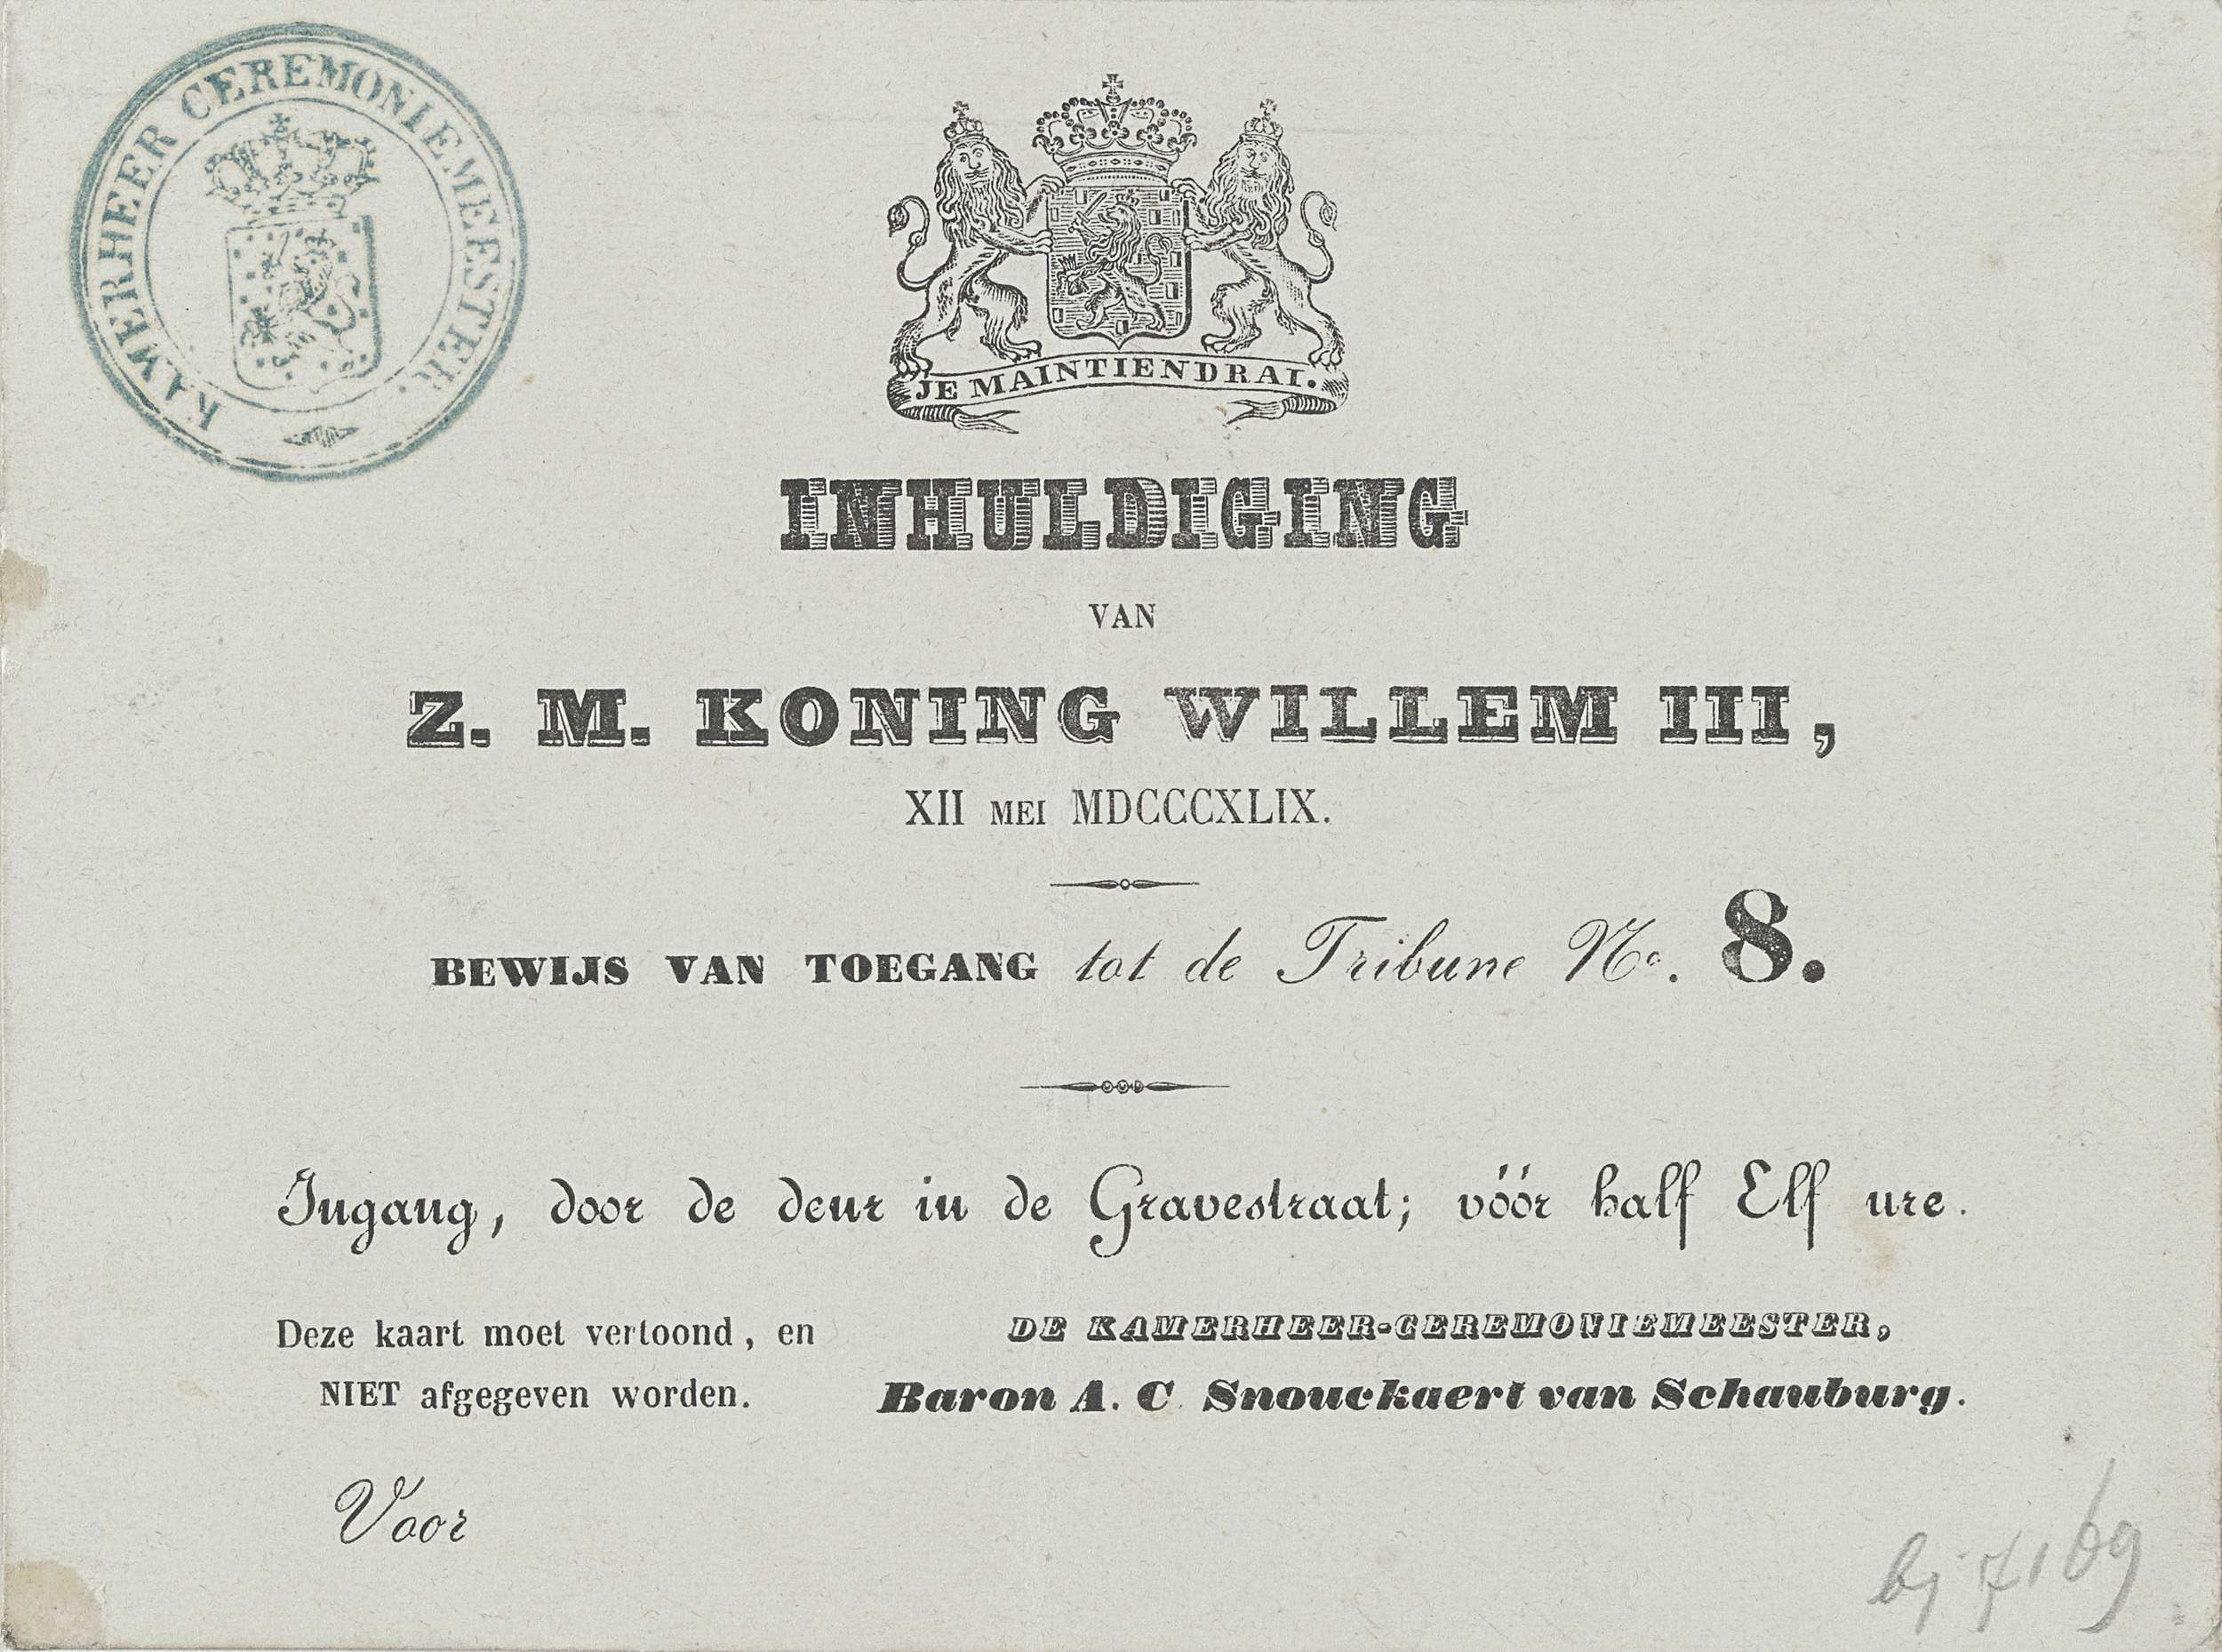 KAMERHEER CEREMONIEMEESTER.
JE MAINTIENDRAI.
INHULDIGING
VAN
Z. M. KONING WILLEM III,
XII MEI MDCCCXLIX.
BEWIJS VAN TOEGANG tot de Tribune No. 8.
Ingang, door de deur in de Gravestraat; vóór half Elf ure.
Deze kaart moet vertoond, en
NIET afgegeven worden.
DE KAMERHEER-CEREMONIEMEESTER,
Baron A. C. Snouckaert van Schauburg.
Voor
bij 7169